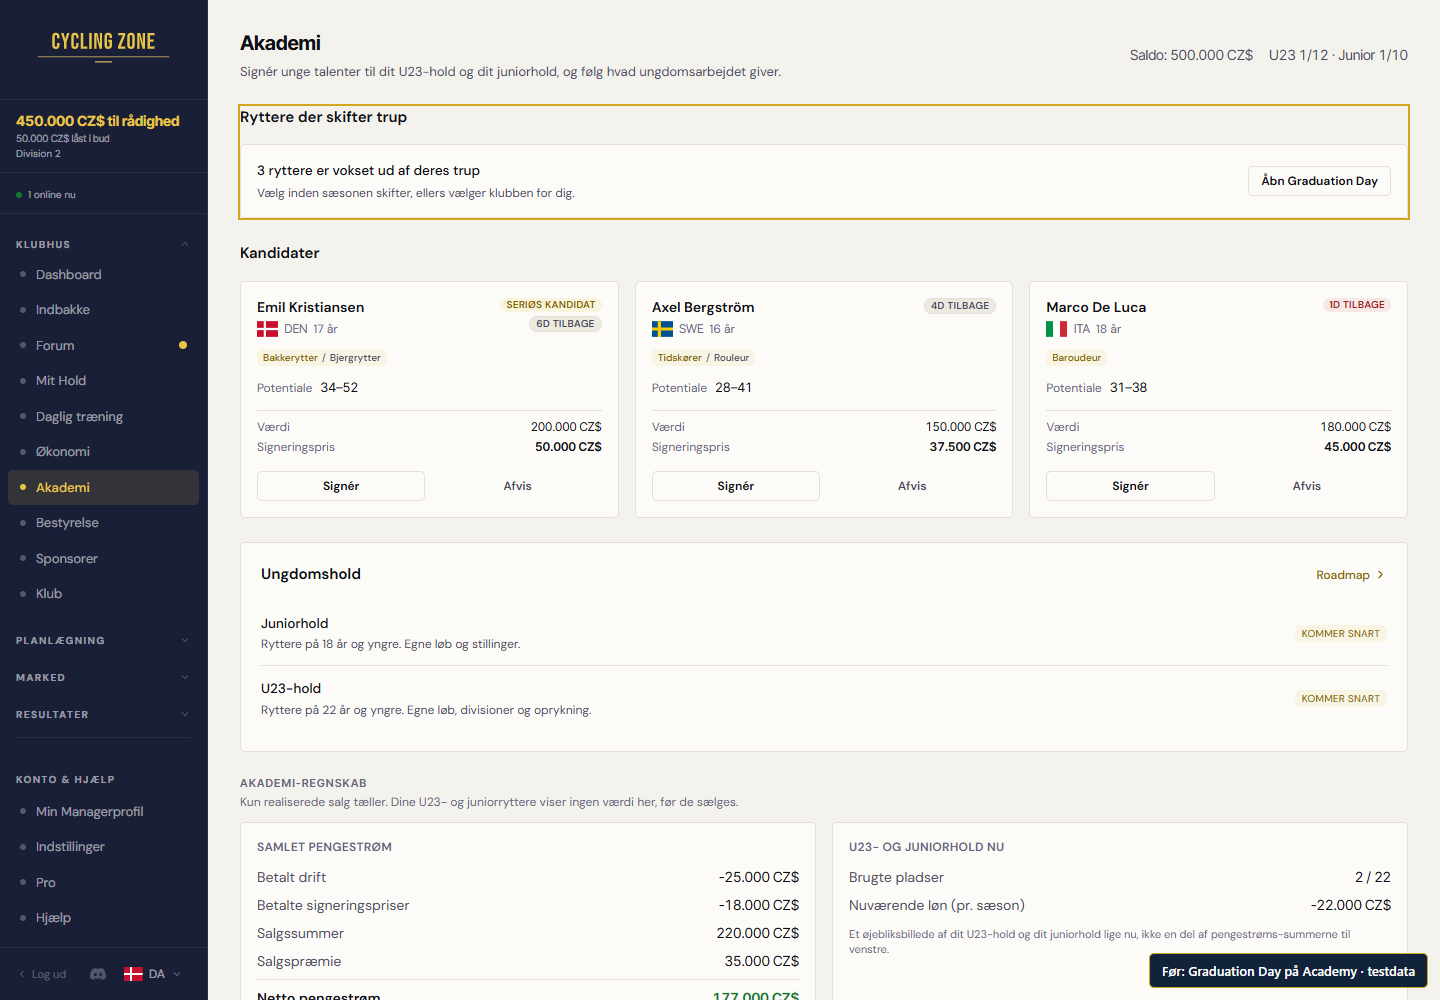 CYCLING ZONE
450.000 CZ$ til rådighed
50.000 CZ$ låst i bud
Division 2
1 online nu
KLUBHUS
Dashboard
Indbakke
Forum
Mit Hold
Daglig træning
Økonomi
Akademi
Bestyrelse
Sponsorer
Klub
PLANLÆGNING
MARKED
RESULTATER
KONTO & HJÆLP
Min Managerprofil
Indstillinger
Pro
Hjælp
Log ud
DA
Akademi
Signér unge talenter til dit U23-hold og dit juniorhold, og følg hvad ungdomsarbejdet giver.
Saldo: 500.000 CZ$ U23 1/12 · Junior 1/10
Ryttere der skifter trup
3 ryttere er vokset ud af deres trup
Vælg inden sæsonen skifter, ellers vælger klubben for dig.
Åbn Graduation Day
Kandidater
Emil Kristiansen
SERIØS KANDIDAT
6D TILBAGE
DEN 17 år
Bakkerytter / Bjergrytter
Potentiale 34–52
Værdi 200.000 CZ$
Signeringspris 50.000 CZ$
Signér Afvis
Axel Bergström
4D TILBAGE
SWE 16 år
Tidskører / Rouleur
Potentiale 28–41
Værdi 150.000 CZ$
Signeringspris 37.500 CZ$
Signér Afvis
Marco De Luca
1D TILBAGE
ITA 18 år
Baroudeur
Potentiale 31–38
Værdi 180.000 CZ$
Signeringspris 45.000 CZ$
Signér Afvis
Ungdomshold
Roadmap
Juniorhold
Ryttere på 18 år og yngre. Egne løb og stillinger.
KOMMER SNART
U23-hold
Ryttere på 22 år og yngre. Egne løb, divisioner og oprykning.
KOMMER SNART
AKADEMI-REGNSKAB
Kun realiserede salg tæller. Dine U23- og juniorryttere viser ingen værdi her, før de sælges.
SAMLET PENGESTRØM
Betalt drift -25.000 CZ$
Betalte signeringspriser -18.000 CZ$
Salgssummer 220.000 CZ$
Salgspræmie 35.000 CZ$
Netto pengestrøm 177.000 CZ$
U23- OG JUNIORHOLD NU
Brugte pladser 2 / 22
Nuværende løn (pr. sæson) -22.000 CZ$
Et øjebliksbillede af dit U23-hold og dit juniorhold lige nu, ikke en del af pengestrøms-summerne til
venstre.
Før: Graduation Day på Academy · testdata